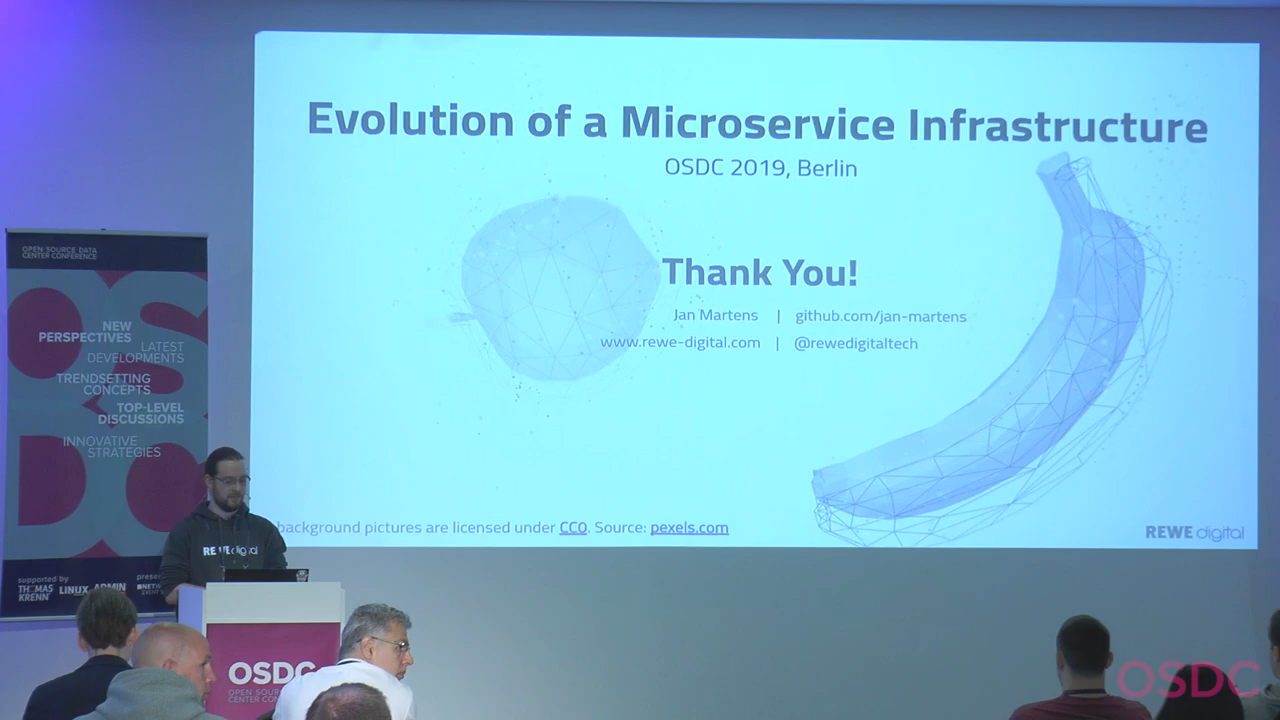 Evolution of a Microservice Infrastructure
OSDC 2019, Berlin
Thank You!
Jan Martens | github.com/jan-martens
www.rewe-digital.com | @rewedigitaltech
background pictures are licensed under CC0. Source: pexels.com
REWE digital
OPEN SOURCE DATA
CENTER CONFERENCE
NEW
PERSPECTIVES
LATEST
DEVELOPMENTS
TRENDSETTING
CONCEPTS
TOP-LEVEL
DISCUSSIONS
INNOVATIVE
STRATEGIES
supported by
THOMAS
KRENN
LINUX
ADMIN
REWE digital
OSDC
OPEN
CENTER
OSDC